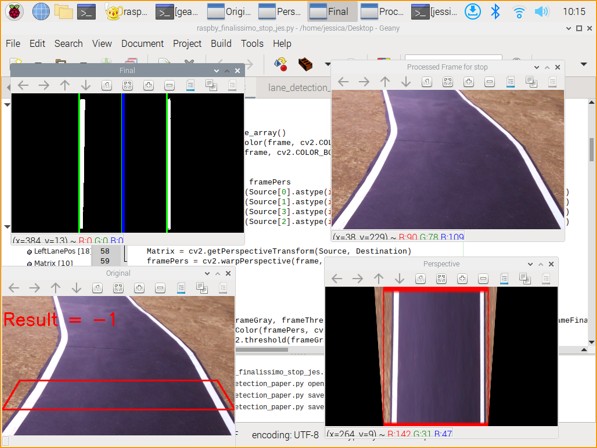 [rasp...
[gea...
Origi...
Pers...
Final
Proc...
[jessi...
10:15
raspby_finalissimo_stop_jes.py - /home/jessica/Desktop - Geany
File Edit Search View Document Project Build Tools Help
Final
Processed Frame for stop
lane_detection_
e_array()
olor(frame, cv2.COLOR_BG
frame, cv2.COLOR_BC
framePers
(Source[0].astype(i
(Source[1].astype(i
(Source[3].astype(i
(Source[2].astype(i
(x=384, y=13) ~ R:0 G:0 B:0
(x=38, y=229) ~ R:90 G:78 B:109
LeftLanePos [18]
58 Matrix = cv2.getPerspectiveTransform(Source, Destination)
Matrix [10]
59 framePers = cv2.warpPerspective(frame,
Original
Perspective
Result = -1
frameGray, frameThre
ameFina
Color(framePers, cv
2.threshold(frameGr
_finalissimo_stop_jes.
etection_paper.py open
etection_paper.py save
etection_paper.py save
encoding: UTF-8
(x=264, y=9) ~ R:142 G:31 B:47